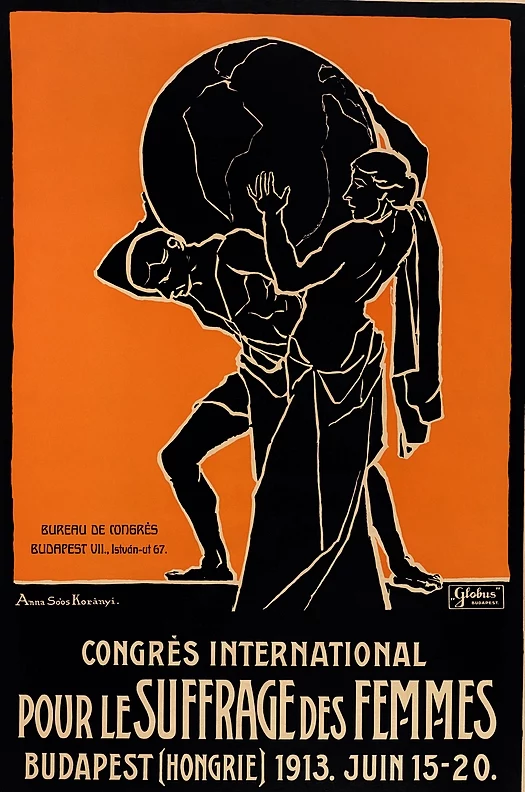 BUREAU DE CONGRÈS
BUDAPEST VII., István-ut 67.
Anna Soós Korányi.
„Globus”
BUDAPEST
CONGRÈS INTERNATIONAL
POUR LE SUFFRAGE DES FEMMES
BUDAPEST (HONGRIE) 1913. JUIN 15-20.